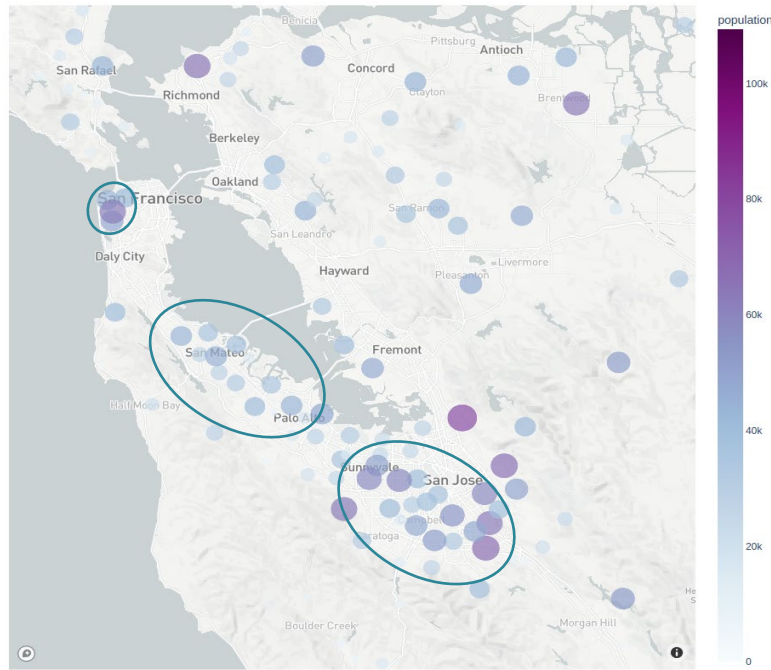 Benicia
population
Pittsburg
Antioch
San Rafael
Concord
100k
Clayton
Richmond
Brentwood
Berkeley
80k
Oakland
San Francisco
San Ramon
San Leandro
Daly City
Livermore
Hayward
Pleasanton
60k
Fremont
San Mateo
Half Moon Bay
Palo Alto
40k
Sunnyvale
San Jose
Campbell
Saratoga
20k
Boulder Creek
Morgan Hill
0